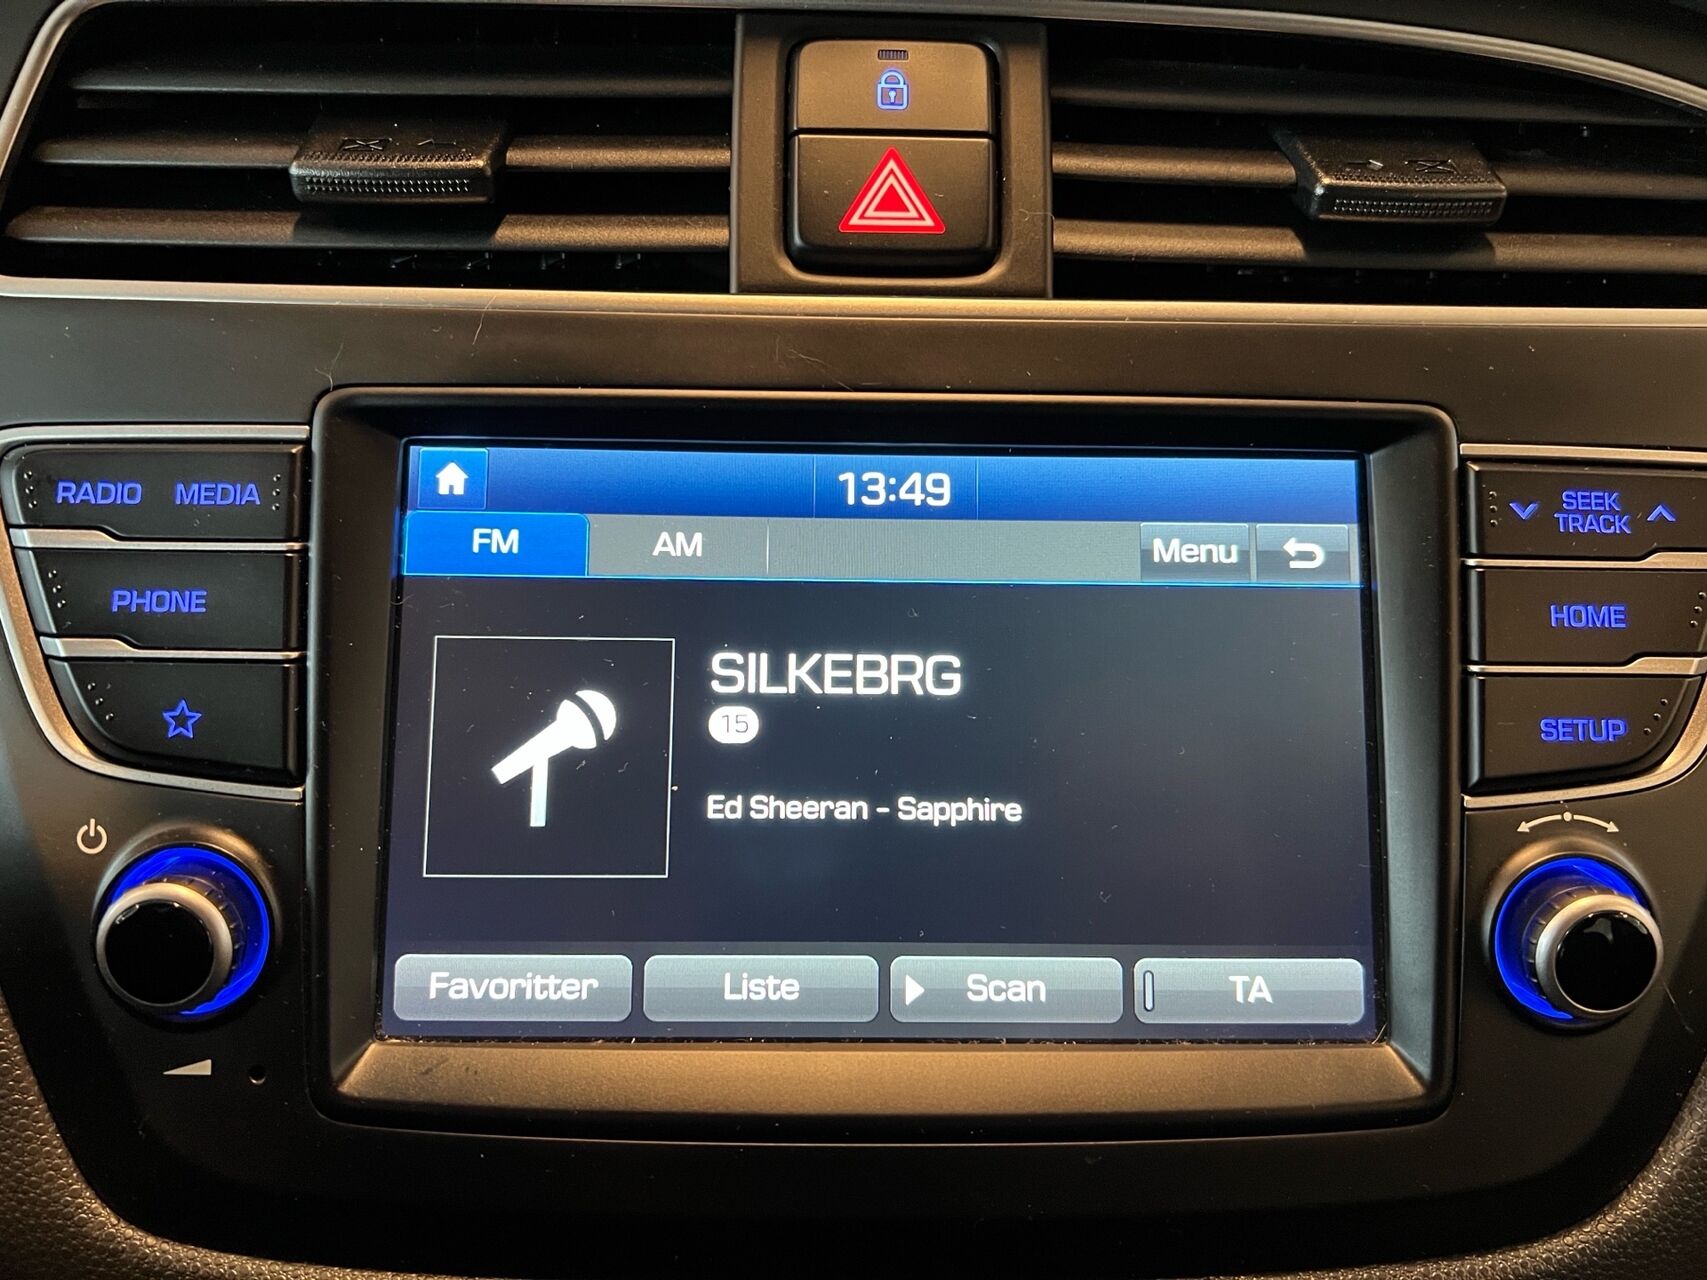 13:49
FM AM Menu
RADIO MEDIA
SEEK
TRACK
PHONE
HOME
SILKEBRG
15
SETUP
Ed Sheeran - Sapphire
Favoritter Liste Scan TA